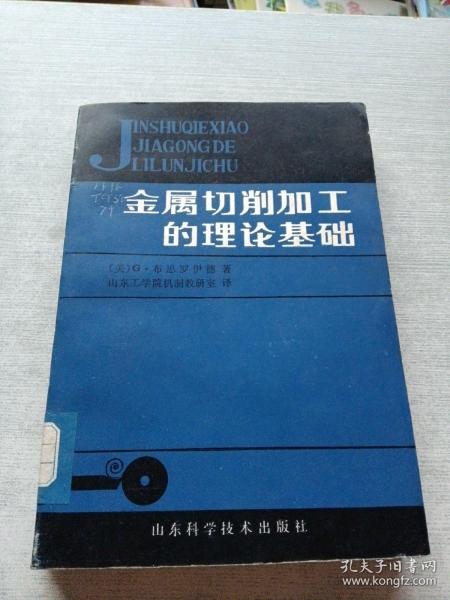 JINSHUQIEXIAO
JIAGONGDE
LILUNJICHU
金属切削加工
的理论基础
〔美〕G·布思罗伊德 著
山东工学院机制教研室 译
山东科学技术出版社
孔夫子旧书网
www.kongfz.com